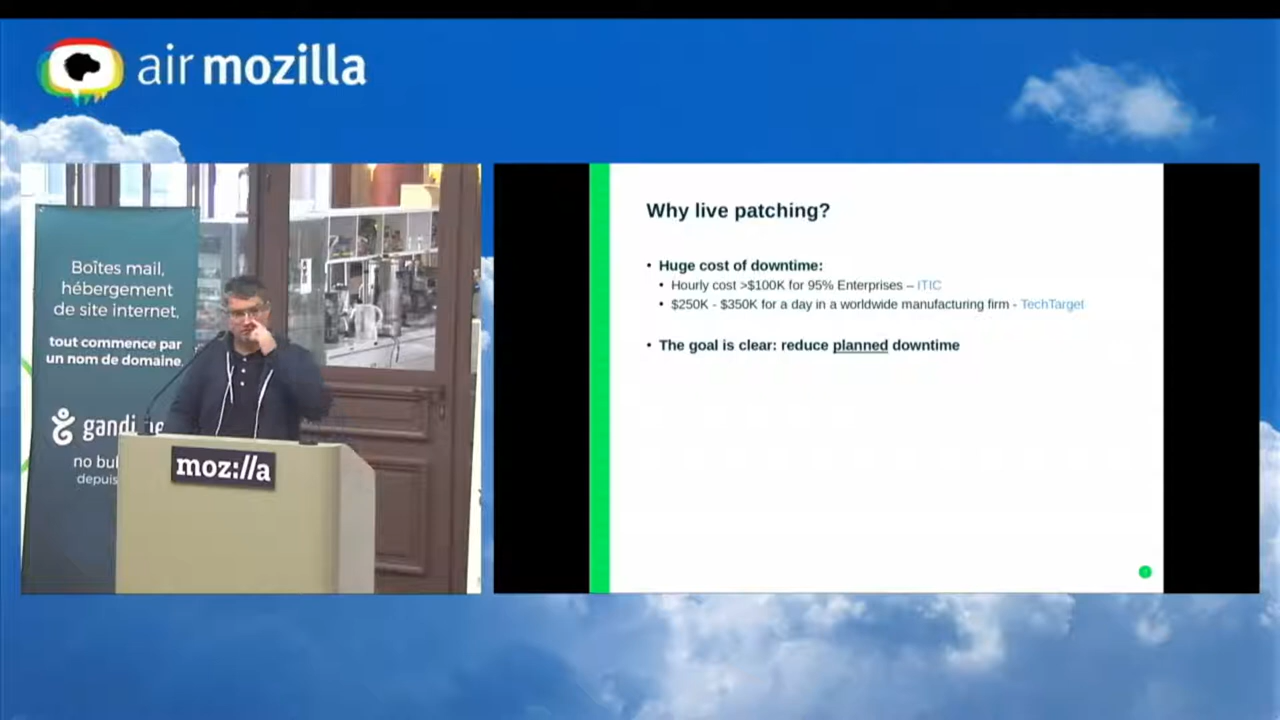 air mozilla
Boîtes mail,
hébergement
de site internet,
tout commence par
un nom de domaine.
gandi
no
depuis
moz://a
Why live patching?
• Huge cost of downtime:
• Hourly cost >$100K for 95% Enterprises – ITIC
• $250K - $350K for a day in a worldwide manufacturing firm - TechTarget
• The goal is clear: reduce planned downtime